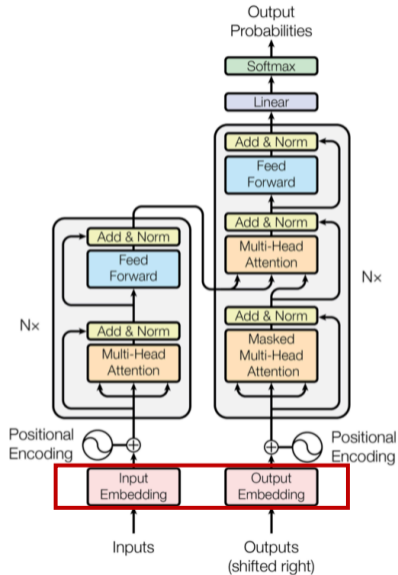 Output
Probabilities
Softmax
Linear
Add & Norm
Feed
Forward
Add & Norm
Multi-Head
Attention
Nx
Add & Norm
Masked
Multi-Head
Attention
Add & Norm
Feed
Forward
Nx
Add & Norm
Multi-Head
Attention
Positional
Encoding
Positional
Encoding
Input
Embedding
Output
Embedding
Inputs
Outputs
(shifted right)